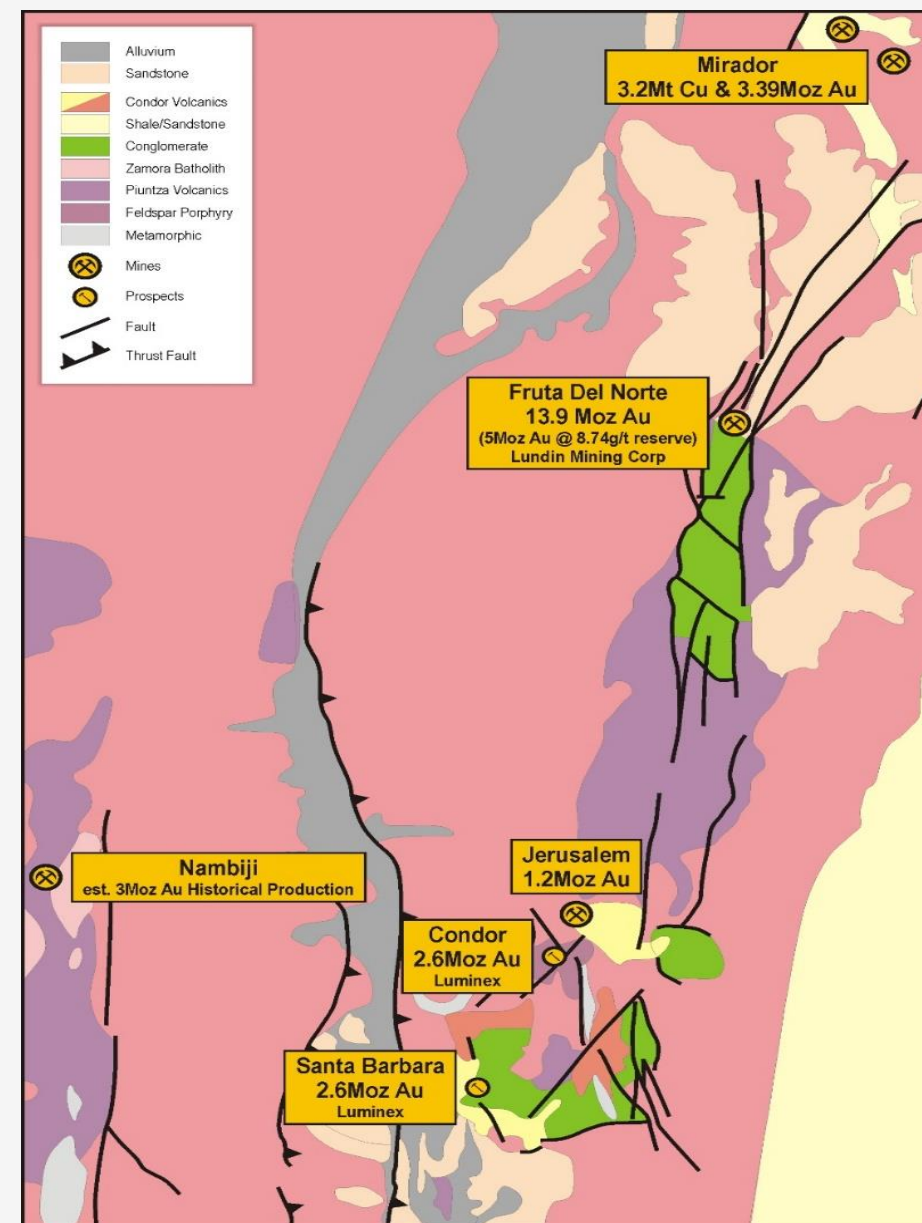 Alluvium
Sandstone
Condor Volcanics
Shale/Sandstone
Conglomerate
Zamora Batholith
Piuntza Volcanics
Feldspar Porphyry
Metamorphic
Mines
Prospects
Fault
Thrust Fault
Mirador
3.2Mt Cu & 3.39Moz Au
Fruta Del Norte
13.9 Moz Au
(5Moz Au @ 8.74g/t reserve)
Lundin Mining Corp
Nambiji
est. 3Moz Au Historical Production
Jerusalem
1.2Moz Au
Condor
2.6Moz Au
Luminex
Santa Barbara
2.6Moz Au
Luminex